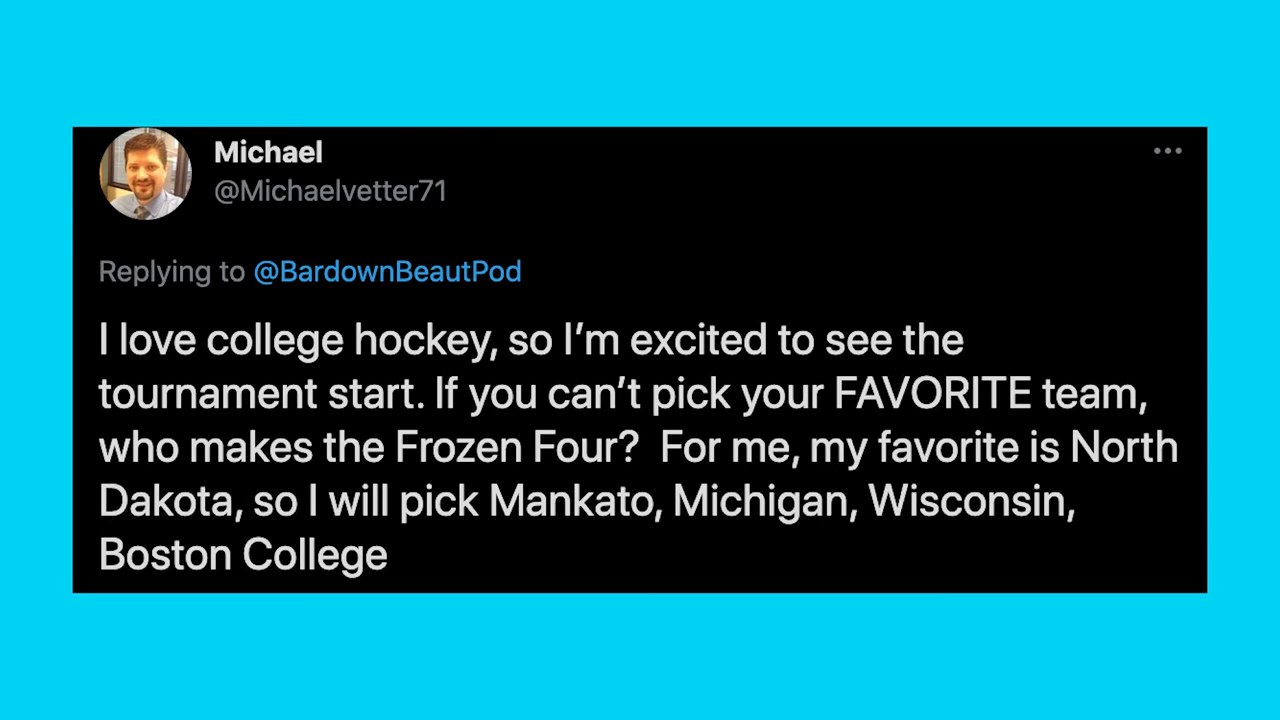 Michael
@Michaelvetter71
Replying to @BardownBeautPod
I love college hockey, so I’m excited to see the
tournament start. If you can’t pick your FAVORITE team,
who makes the Frozen Four?  For me, my favorite is North
Dakota, so I will pick Mankato, Michigan, Wisconsin,
Boston College